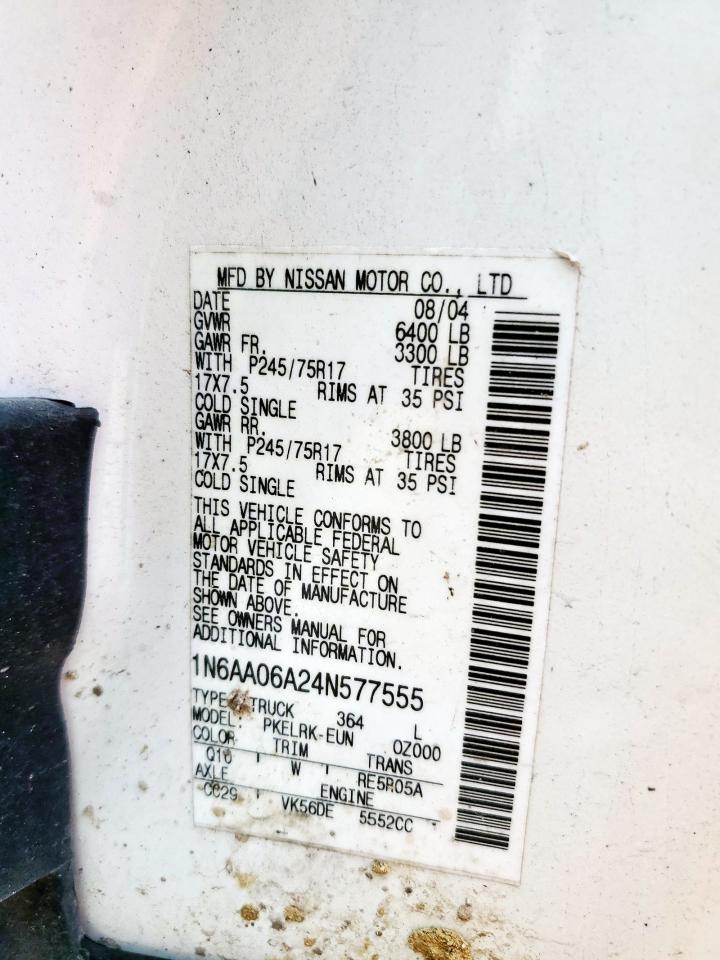 MFD BY NISSAN MOTOR CO., LTD
DATE 08/04
GVWR 6400 LB
GAWR FR. 3300 LB
WITH P245/75R17 TIRES
17X7.5 RIMS AT 35 PSI
COLD SINGLE
GAWR RR. 3800 LB
WITH P245/75R17 TIRES
17X7.5 RIMS AT 35 PSI
COLD SINGLE
THIS VEHICLE CONFORMS TO
ALL APPLICABLE FEDERAL
MOTOR VEHICLE SAFETY
STANDARDS IN EFFECT ON
THE DATE OF MANUFACTURE
SHOWN ABOVE.
SEE OWNERS MANUAL FOR
ADDITIONAL INFORMATION.
1N6AA06A24N577555
TYPE: TRUCK 364 L
MODEL: PKELRK-EUN 0Z000
COLOR TRIM TRANS
Q10 W RE5R05A
AXLE ENGINE
CC29 VK56DE 5552CC